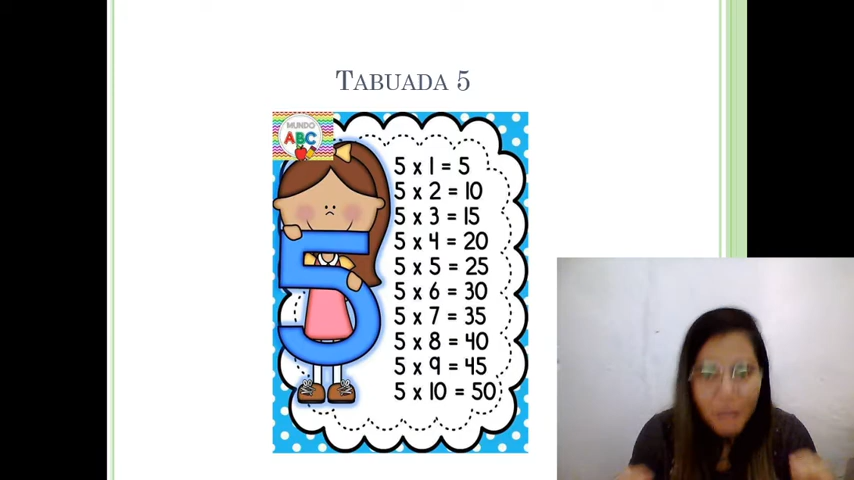 Tabuada 5
MUNDO
ABC
5 x 1 = 5
5 x 2 = 10
5 x 3 = 15
5 x 4 = 20
5 x 5 = 25
5 x 6 = 30
5 x 7 = 35
5 x 8 = 40
5 x 9 = 45
5 x 10 = 50
5